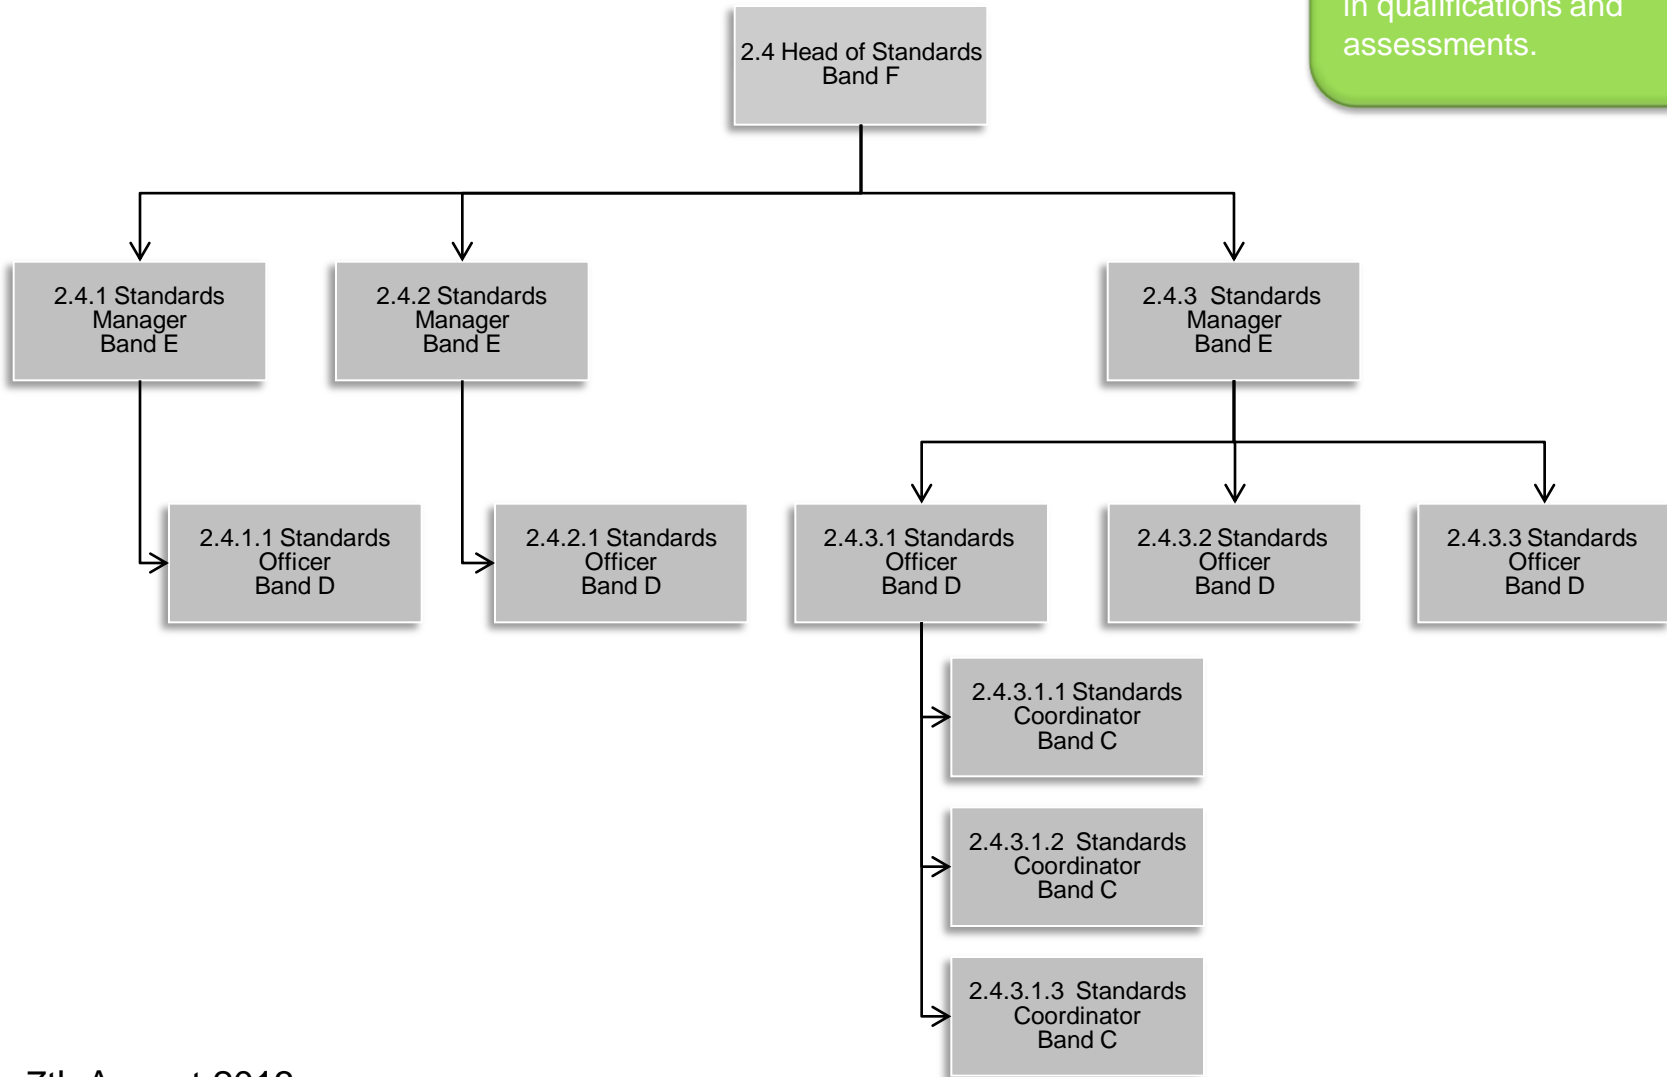 in qualifications and
assessments.
2.4 Head of Standards
Band F
2.4.1 Standards
Manager
Band E
2.4.2 Standards
Manager
Band E
2.4.3 Standards
Manager
Band E
2.4.1.1 Standards
Officer
Band D
2.4.2.1 Standards
Officer
Band D
2.4.3.1 Standards
Officer
Band D
2.4.3.2 Standards
Officer
Band D
2.4.3.3 Standards
Officer
Band D
2.4.3.1.1 Standards
Coordinator
Band C
2.4.3.1.2 Standards
Coordinator
Band C
2.4.3.1.3 Standards
Coordinator
Band C
7th August